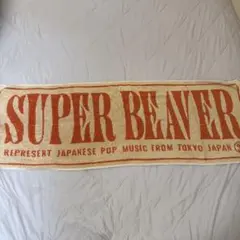 SUPER BEAVER
REPRESENT JAPANESE POP MUSIC FROM TOKYO JAPAN